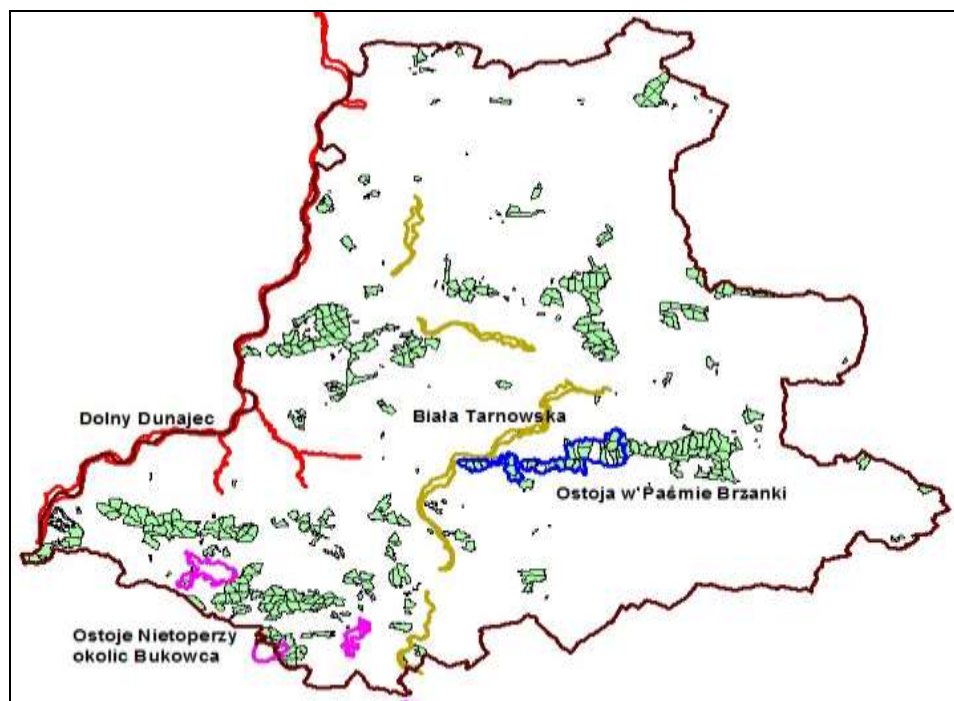 Dolny Dunajec
Biała Tarnowska
Ostoja w'Paśmie Brzanki
Ostoje Nietoperzy
okolic Bukowca